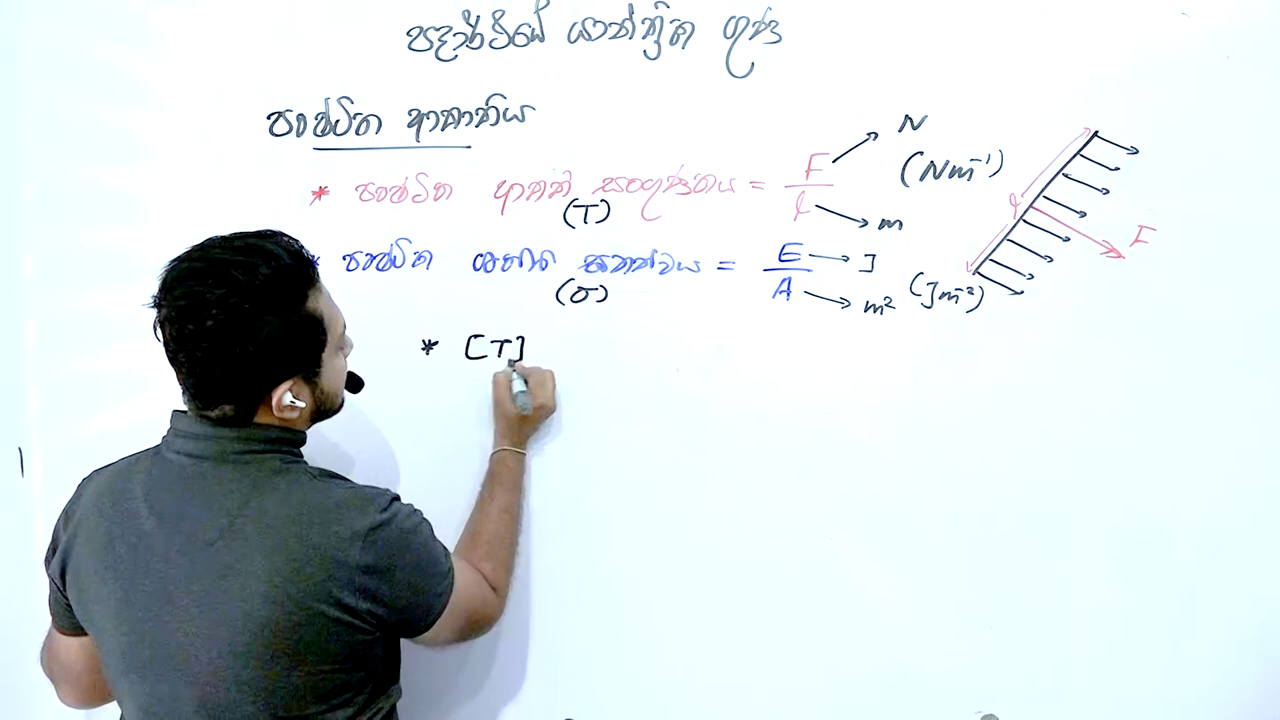 පදාර්ථයේ යාන්ත්‍රික ගුණ
පෘෂ්ඨික ආතතිය
* පෘෂ්ඨික ආතති සංගුණකය = F/ℓ → N (Nm⁻¹)
(T) → m
* පෘෂ්ඨික ශක්ති ඝනත්වය = E/A → J
(σ) → m² (Jm⁻²)
* [T]
ℓ F